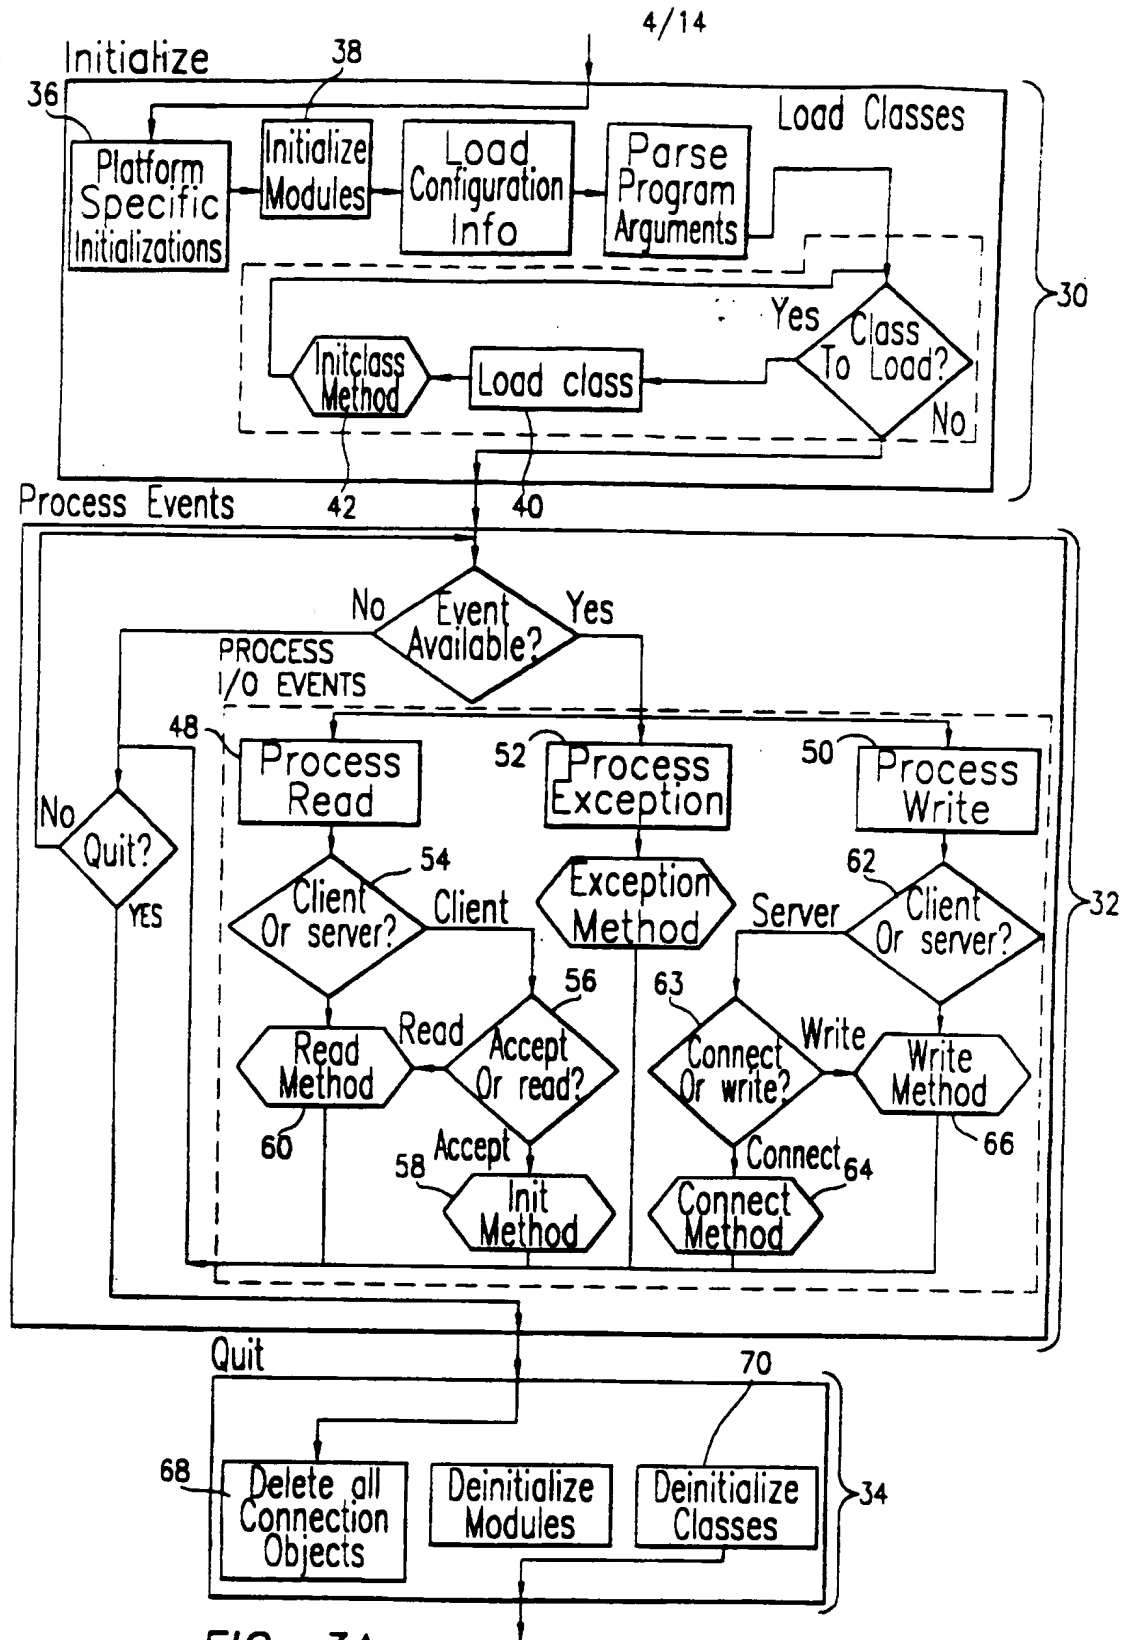 4/14
Initialize
38
36
Load Classes
Platform
Specific
Initializations
Initialize
Modules
Load
Configuration
Info
Parse
Program
Arguments
30
Yes
Class
To Load?
No
Initclass
Method
Load class
42
40
Process Events
No
Event
Available?
Yes
PROCESS
I/O EVENTS
48
Process
Read
52
Process
Exception
50
Process
Write
No
Quit?
YES
54
Client
Or server?
Client
Exception
Method
Server
62
Client
Or server?
32
56
63
Read
Method
Read
Accept
Or read?
Connect
Or write?
Write
Write
Method
60
66
Accept
58
Init
Method
Connect
64
Connect
Method
Quit
70
68
Delete all
Connection
Objects
Deinitialize
Modules
Deinitialize
Classes
34
FIG. 3A